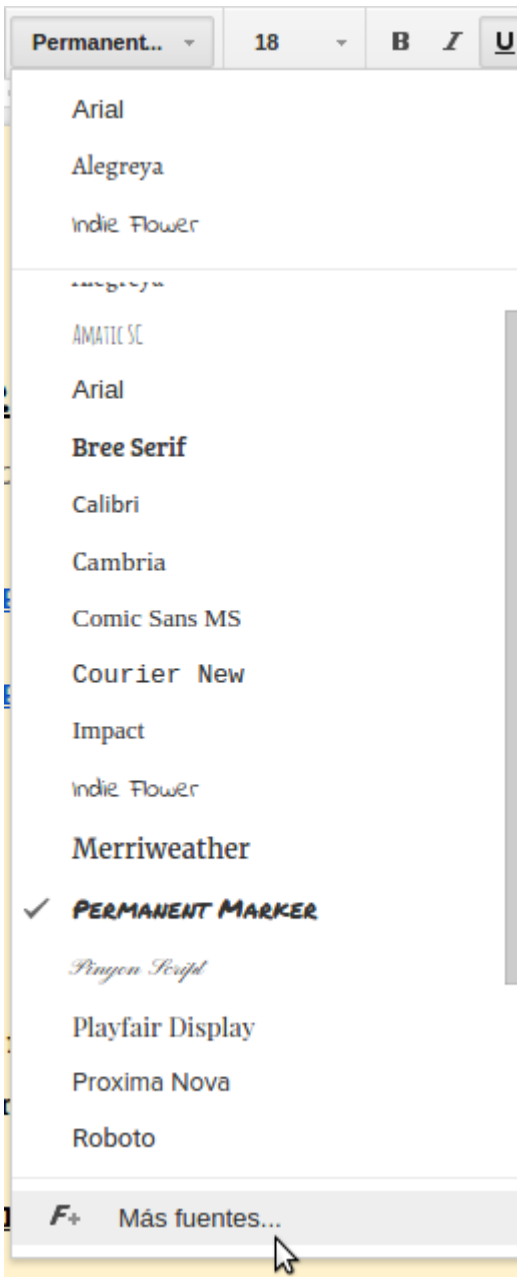 Permanent... 18 B I U
Arial
Alegreya
Indie Flower
Alegreya
Amatic SC
Arial
Bree Serif
Calibri
Cambria
Comic Sans MS
Courier New
Impact
Indie Flower
Merriweather
Permanent Marker
Pinyon Script
Playfair Display
Proxima Nova
Roboto
F+ Más fuentes...